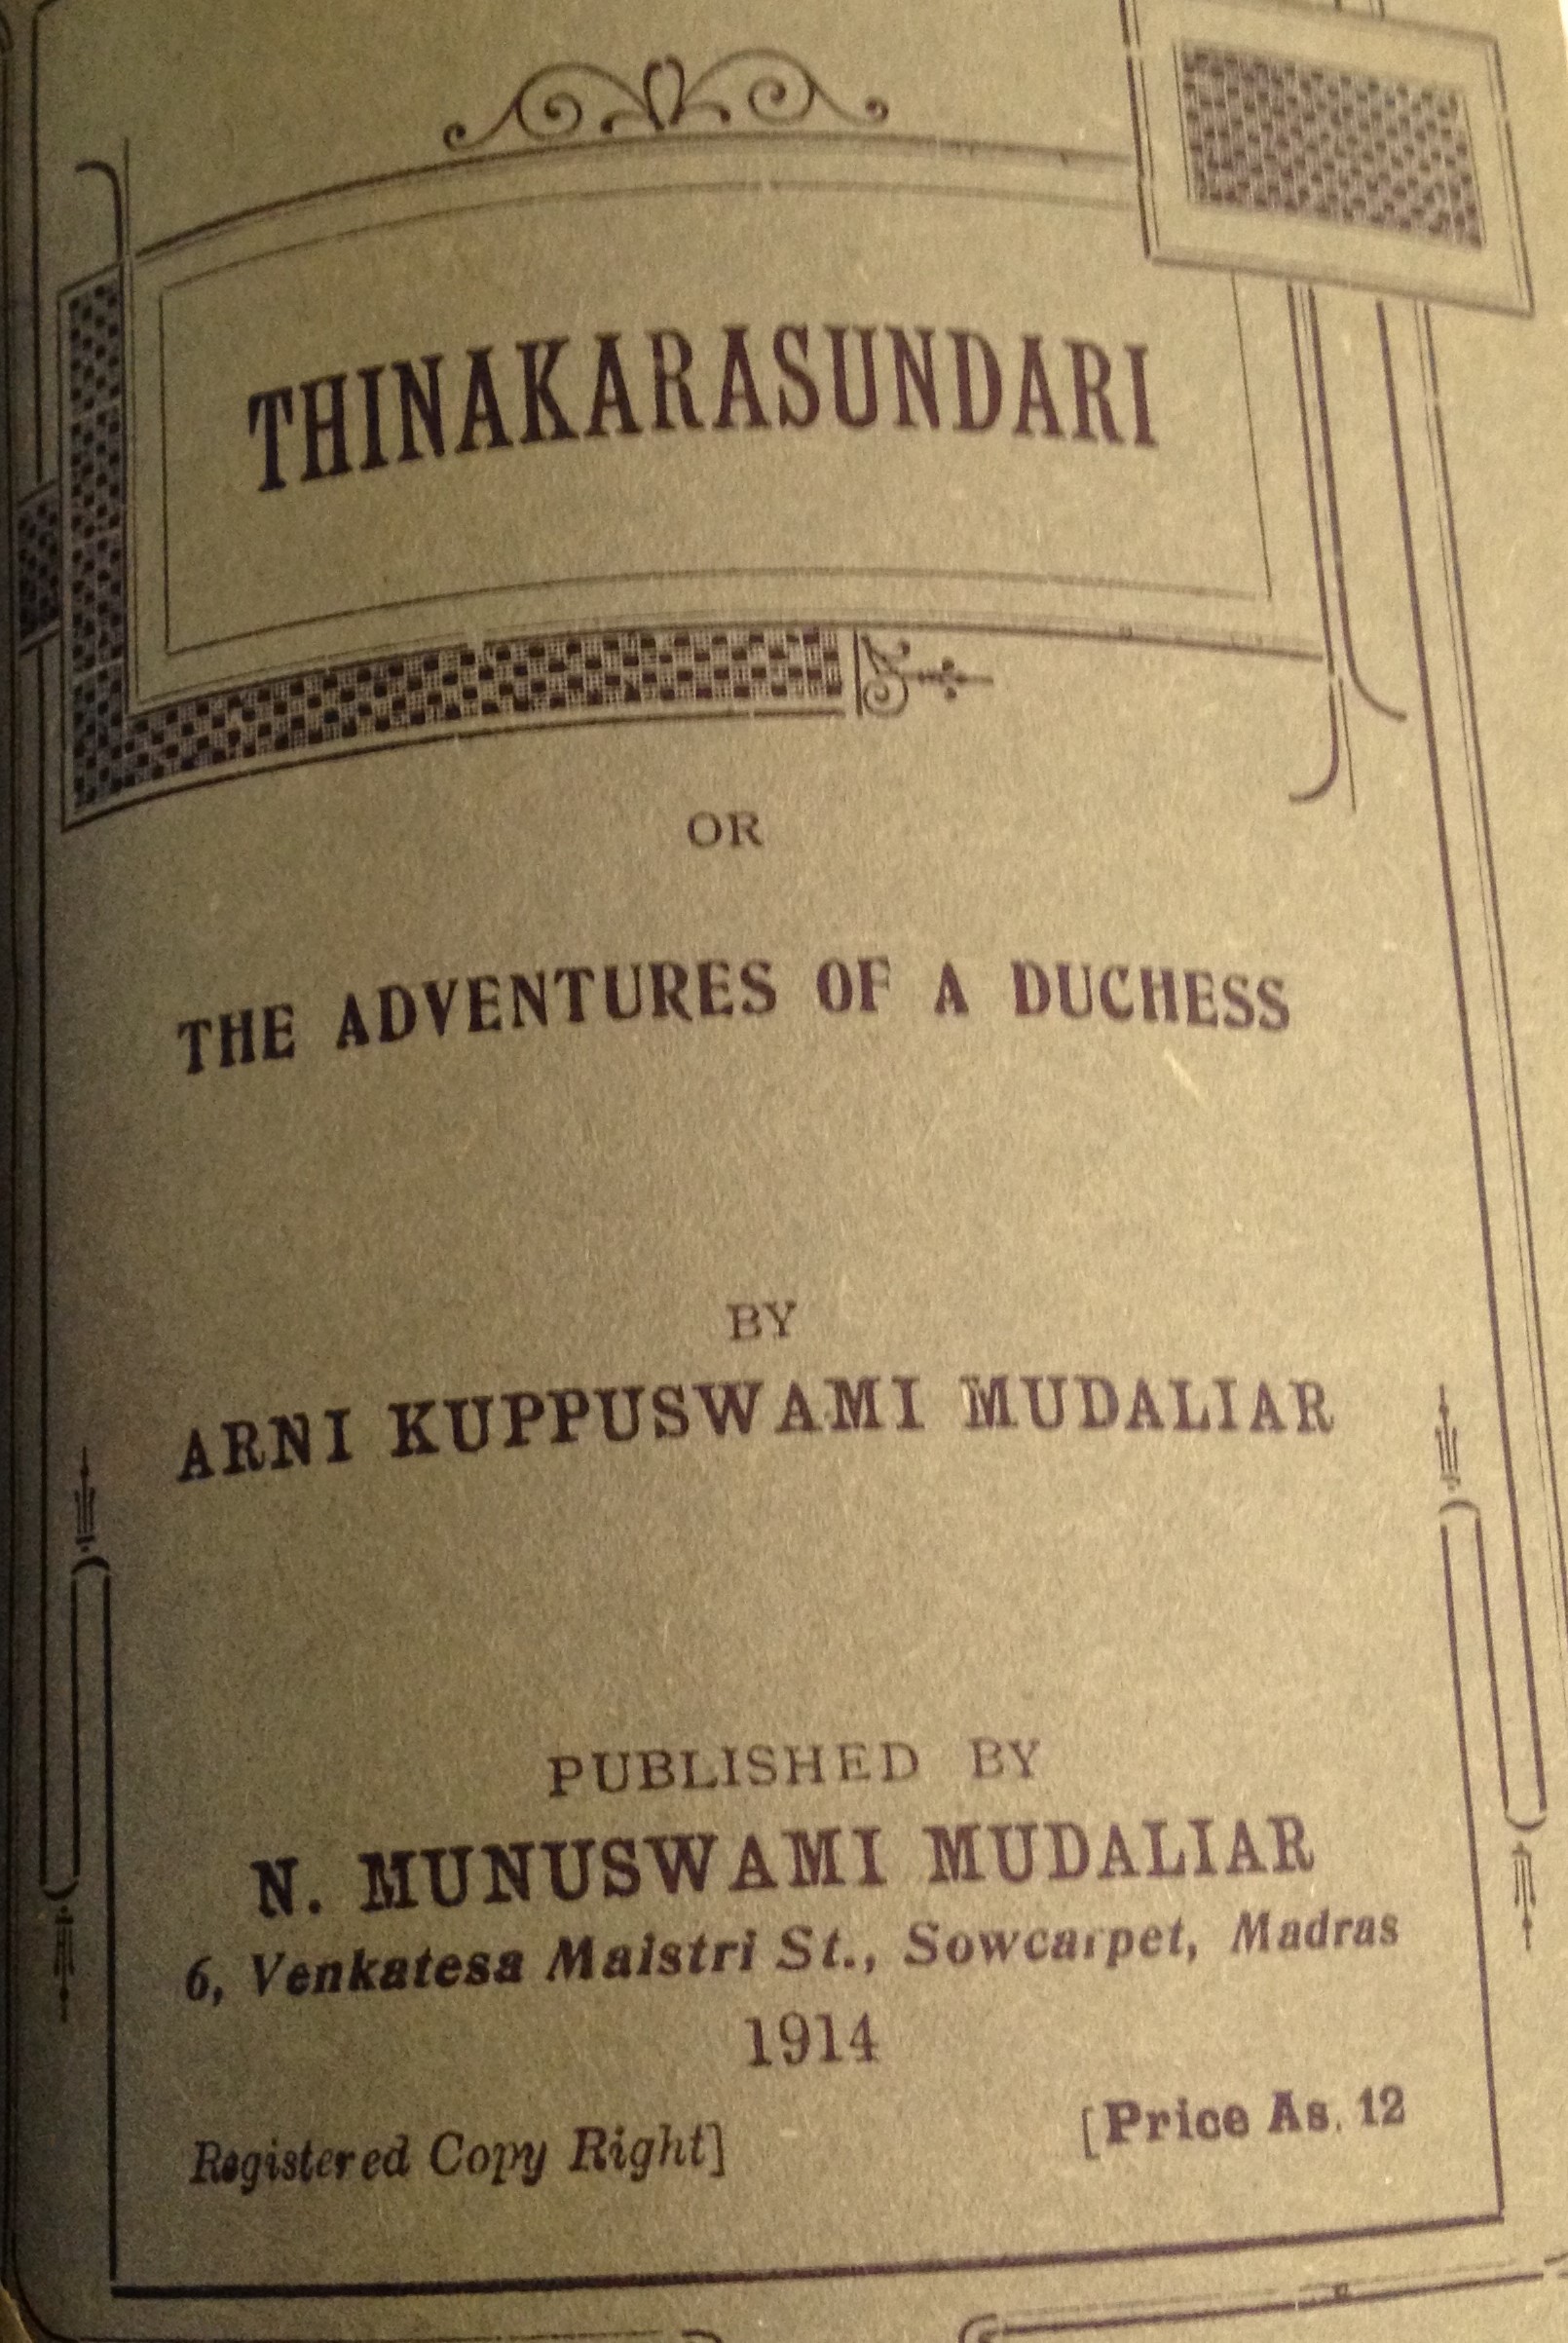 THINAKARASUNDARI
OR
THE ADVENTURES OF A DUCHESS
BY
ARNI KUPPUSWAMI MUDALIAR
PUBLISHED BY
N. MUNUSWAMI MUDALIAR
6, Venkatesa Maistri St., Sowcarpet, Madras
1914
Registered Copy Right] [Price As. 12